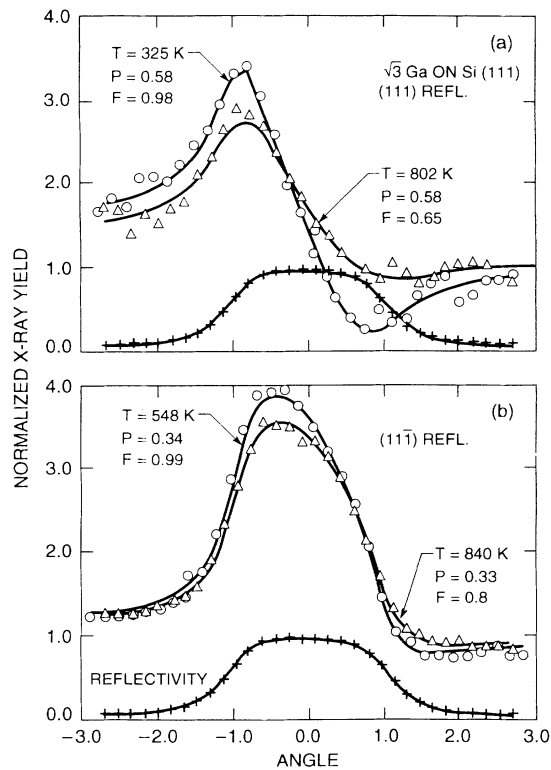 NORMALIZED X-RAY YIELD
4.0
3.0
2.0
1.0
0.0
(a)
T = 325 K
P = 0.58
F = 0.98
√3 Ga ON Si (111)
(111) REFL.
T = 802 K
P = 0.58
F = 0.65
4.0
3.0
2.0
1.0
0.0
(b)
T = 548 K
P = 0.34
F = 0.99
(111̄) REFL.
T = 840 K
P = 0.33
F = 0.8
REFLECTIVITY
−3.0 −2.0 −1.0 0.0 1.0 2.0 3.0
ANGLE